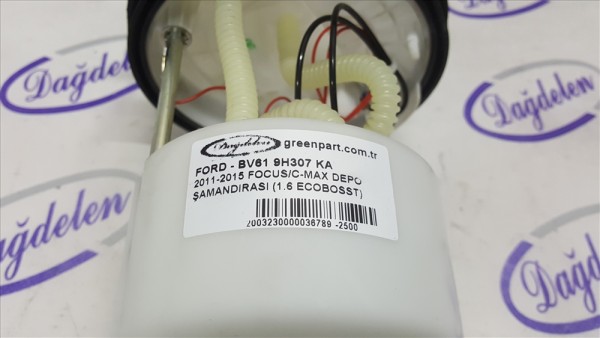 Dağdelen
greenpart.com.tr
FORD - BV61 9H307 KA
2011-2015 FOCUS/C-MAX DEPO
ŞAMANDIRASI (1.6 ECOBOSST)
2003230000036789 -2500
Dağdelen
Dağdelen
Dağdelen
Dağdelen